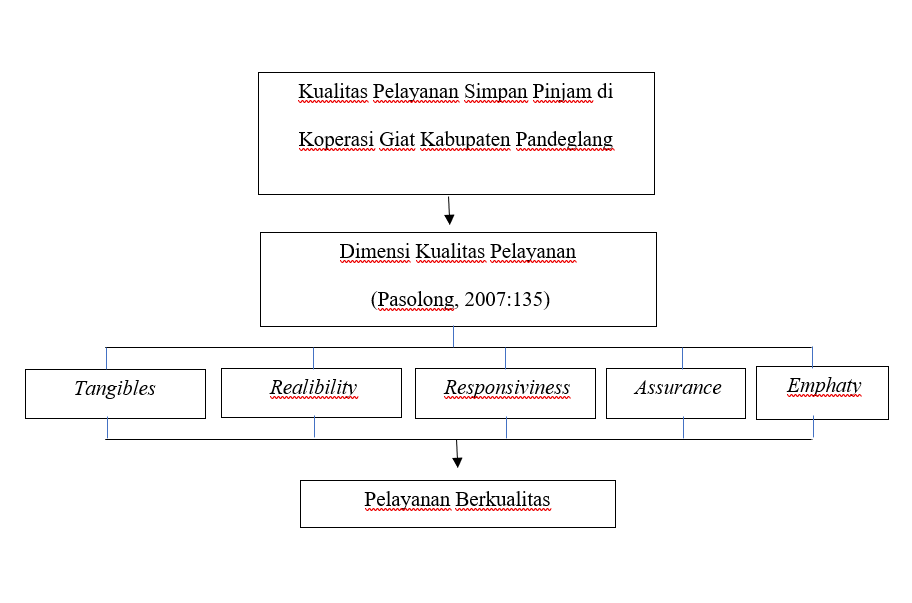 Kualitas Pelayanan Simpan Pinjam di
Koperasi Giat Kabupaten Pandeglang
Dimensi Kualitas Pelayanan
(Pasolong, 2007:135)
Tangibles
Realibility
Responsiviness
Assurance
Emphaty
Pelayanan Berkualitas